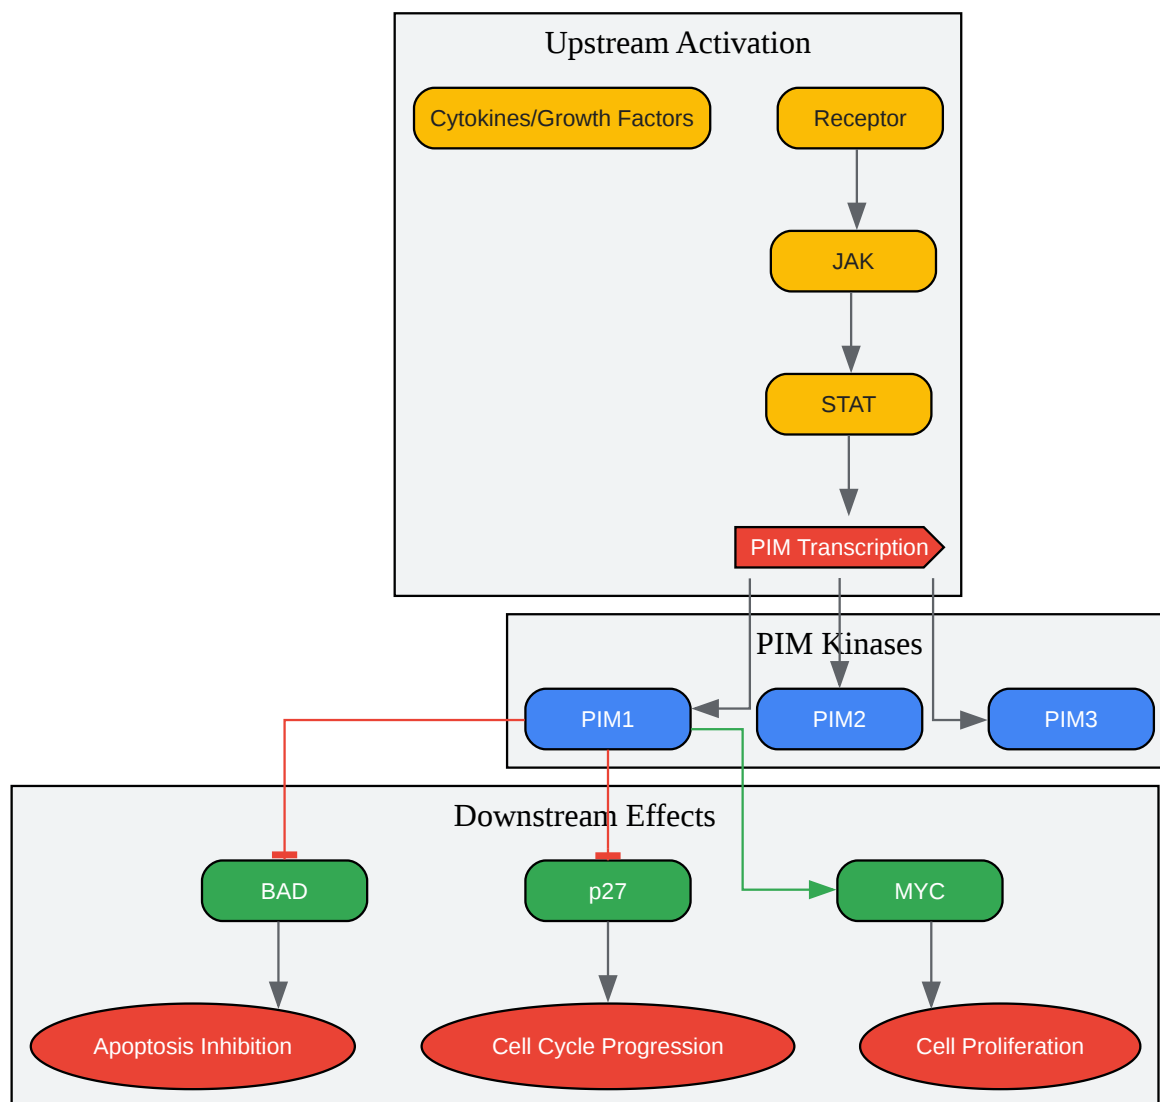 Upstream Activation
Cytokines/Growth Factors
Receptor
JAK
STAT
PIM Transcription
PIM Kinases
PIM1
PIM2
PIM3
Downstream Effects
BAD
p27
MYC
Apoptosis Inhibition
Cell Cycle Progression
Cell Proliferation